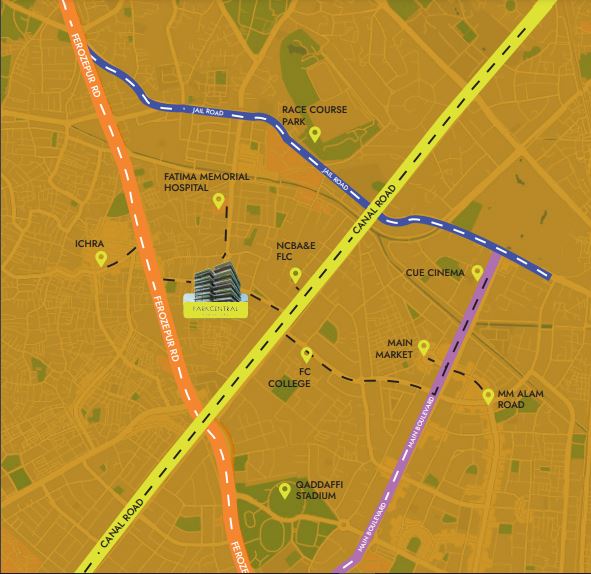 FEROZEPUR RD
JAIL ROAD
RACE COURSE
PARK
JAIL ROAD
FATIMA MEMORIAL
HOSPITAL
CANAL ROAD
ICHRA
NCBA&E
FLC
CUE CINEMA
PARKCENTRAL
FEROZEPUR RD
MAIN
MARKET
FC
COLLEGE
MM ALAM
ROAD
MAIN BOULEVARD
QADDAFFI
STADIUM
CANAL ROAD
MAIN BOULEVARD
FEROZE